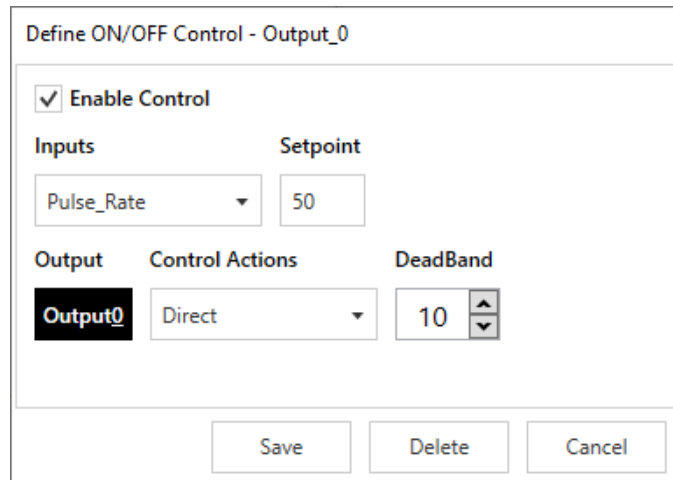 Define ON/OFF Control - Output_0
Enable Control
Inputs Setpoint
Pulse_Rate 50
Output Control Actions DeadBand
Output0 Direct 10
Save Delete Cancel